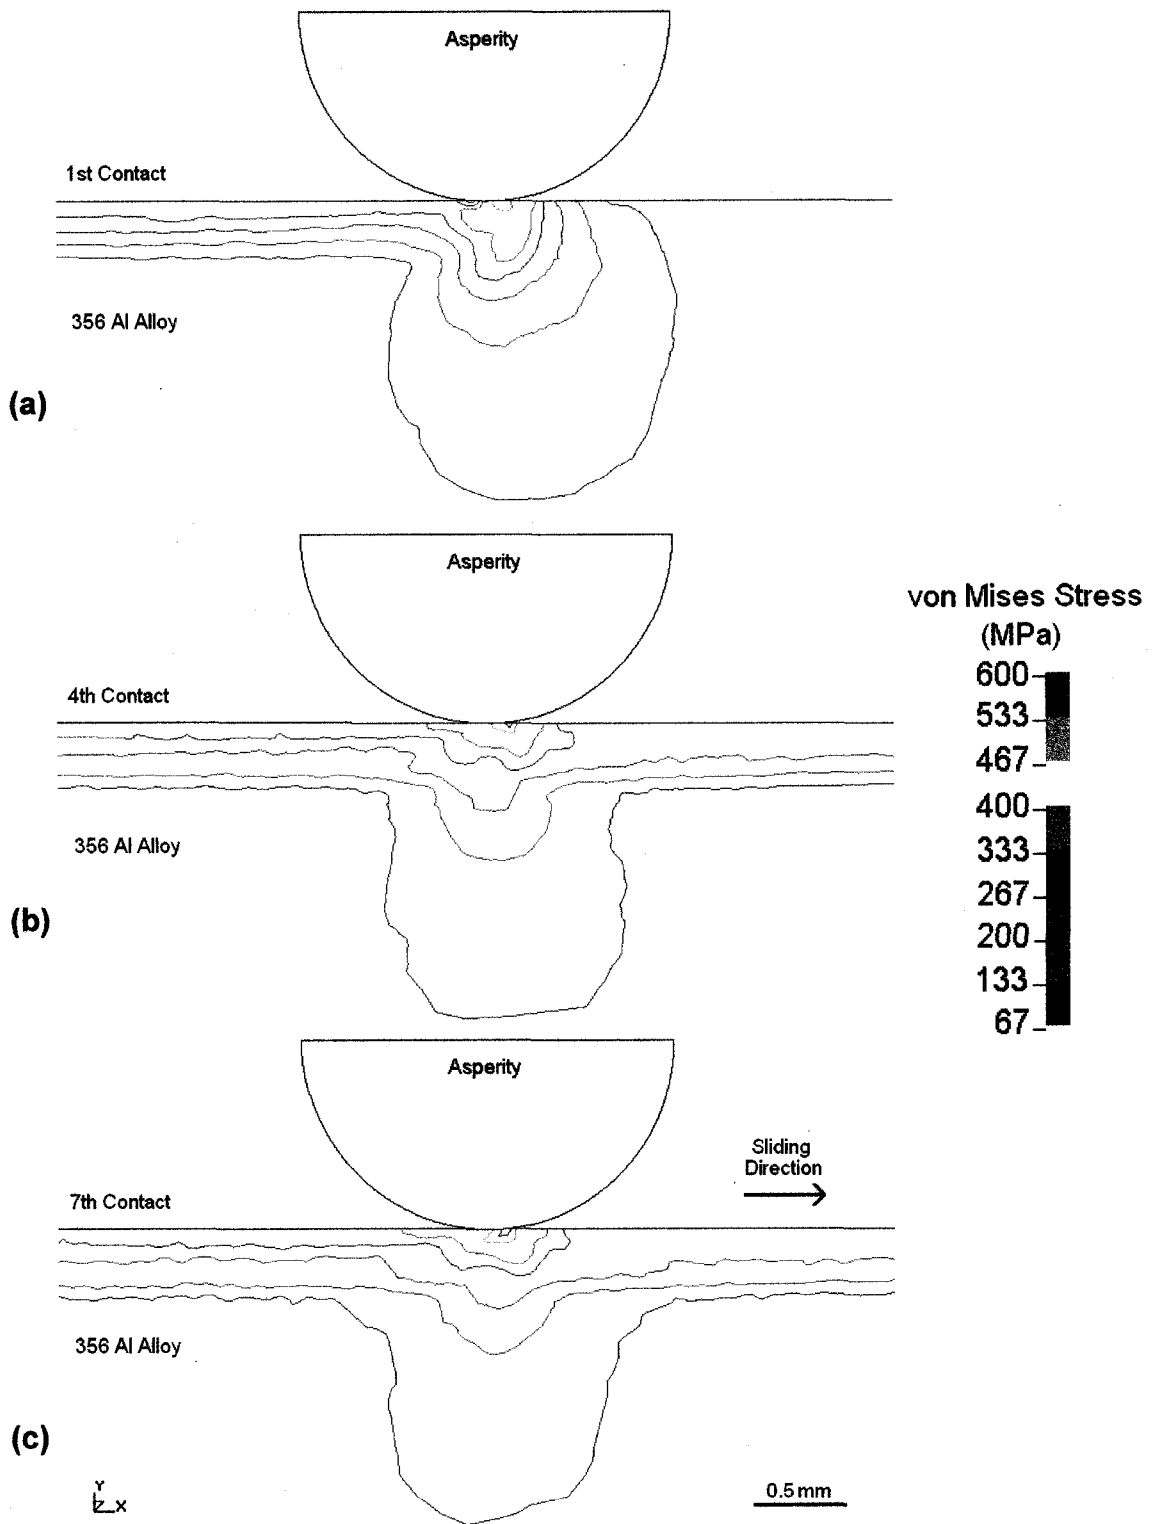 Asperity
1st Contact
356 Al Alloy
(a)
Asperity
4th Contact
356 Al Alloy
(b)
von Mises Stress
(MPa)
600
533
467
400
333
267
200
133
67
Asperity
Sliding
Direction
7th Contact
356 Al Alloy
(c)
Y
Z X
0.5 mm